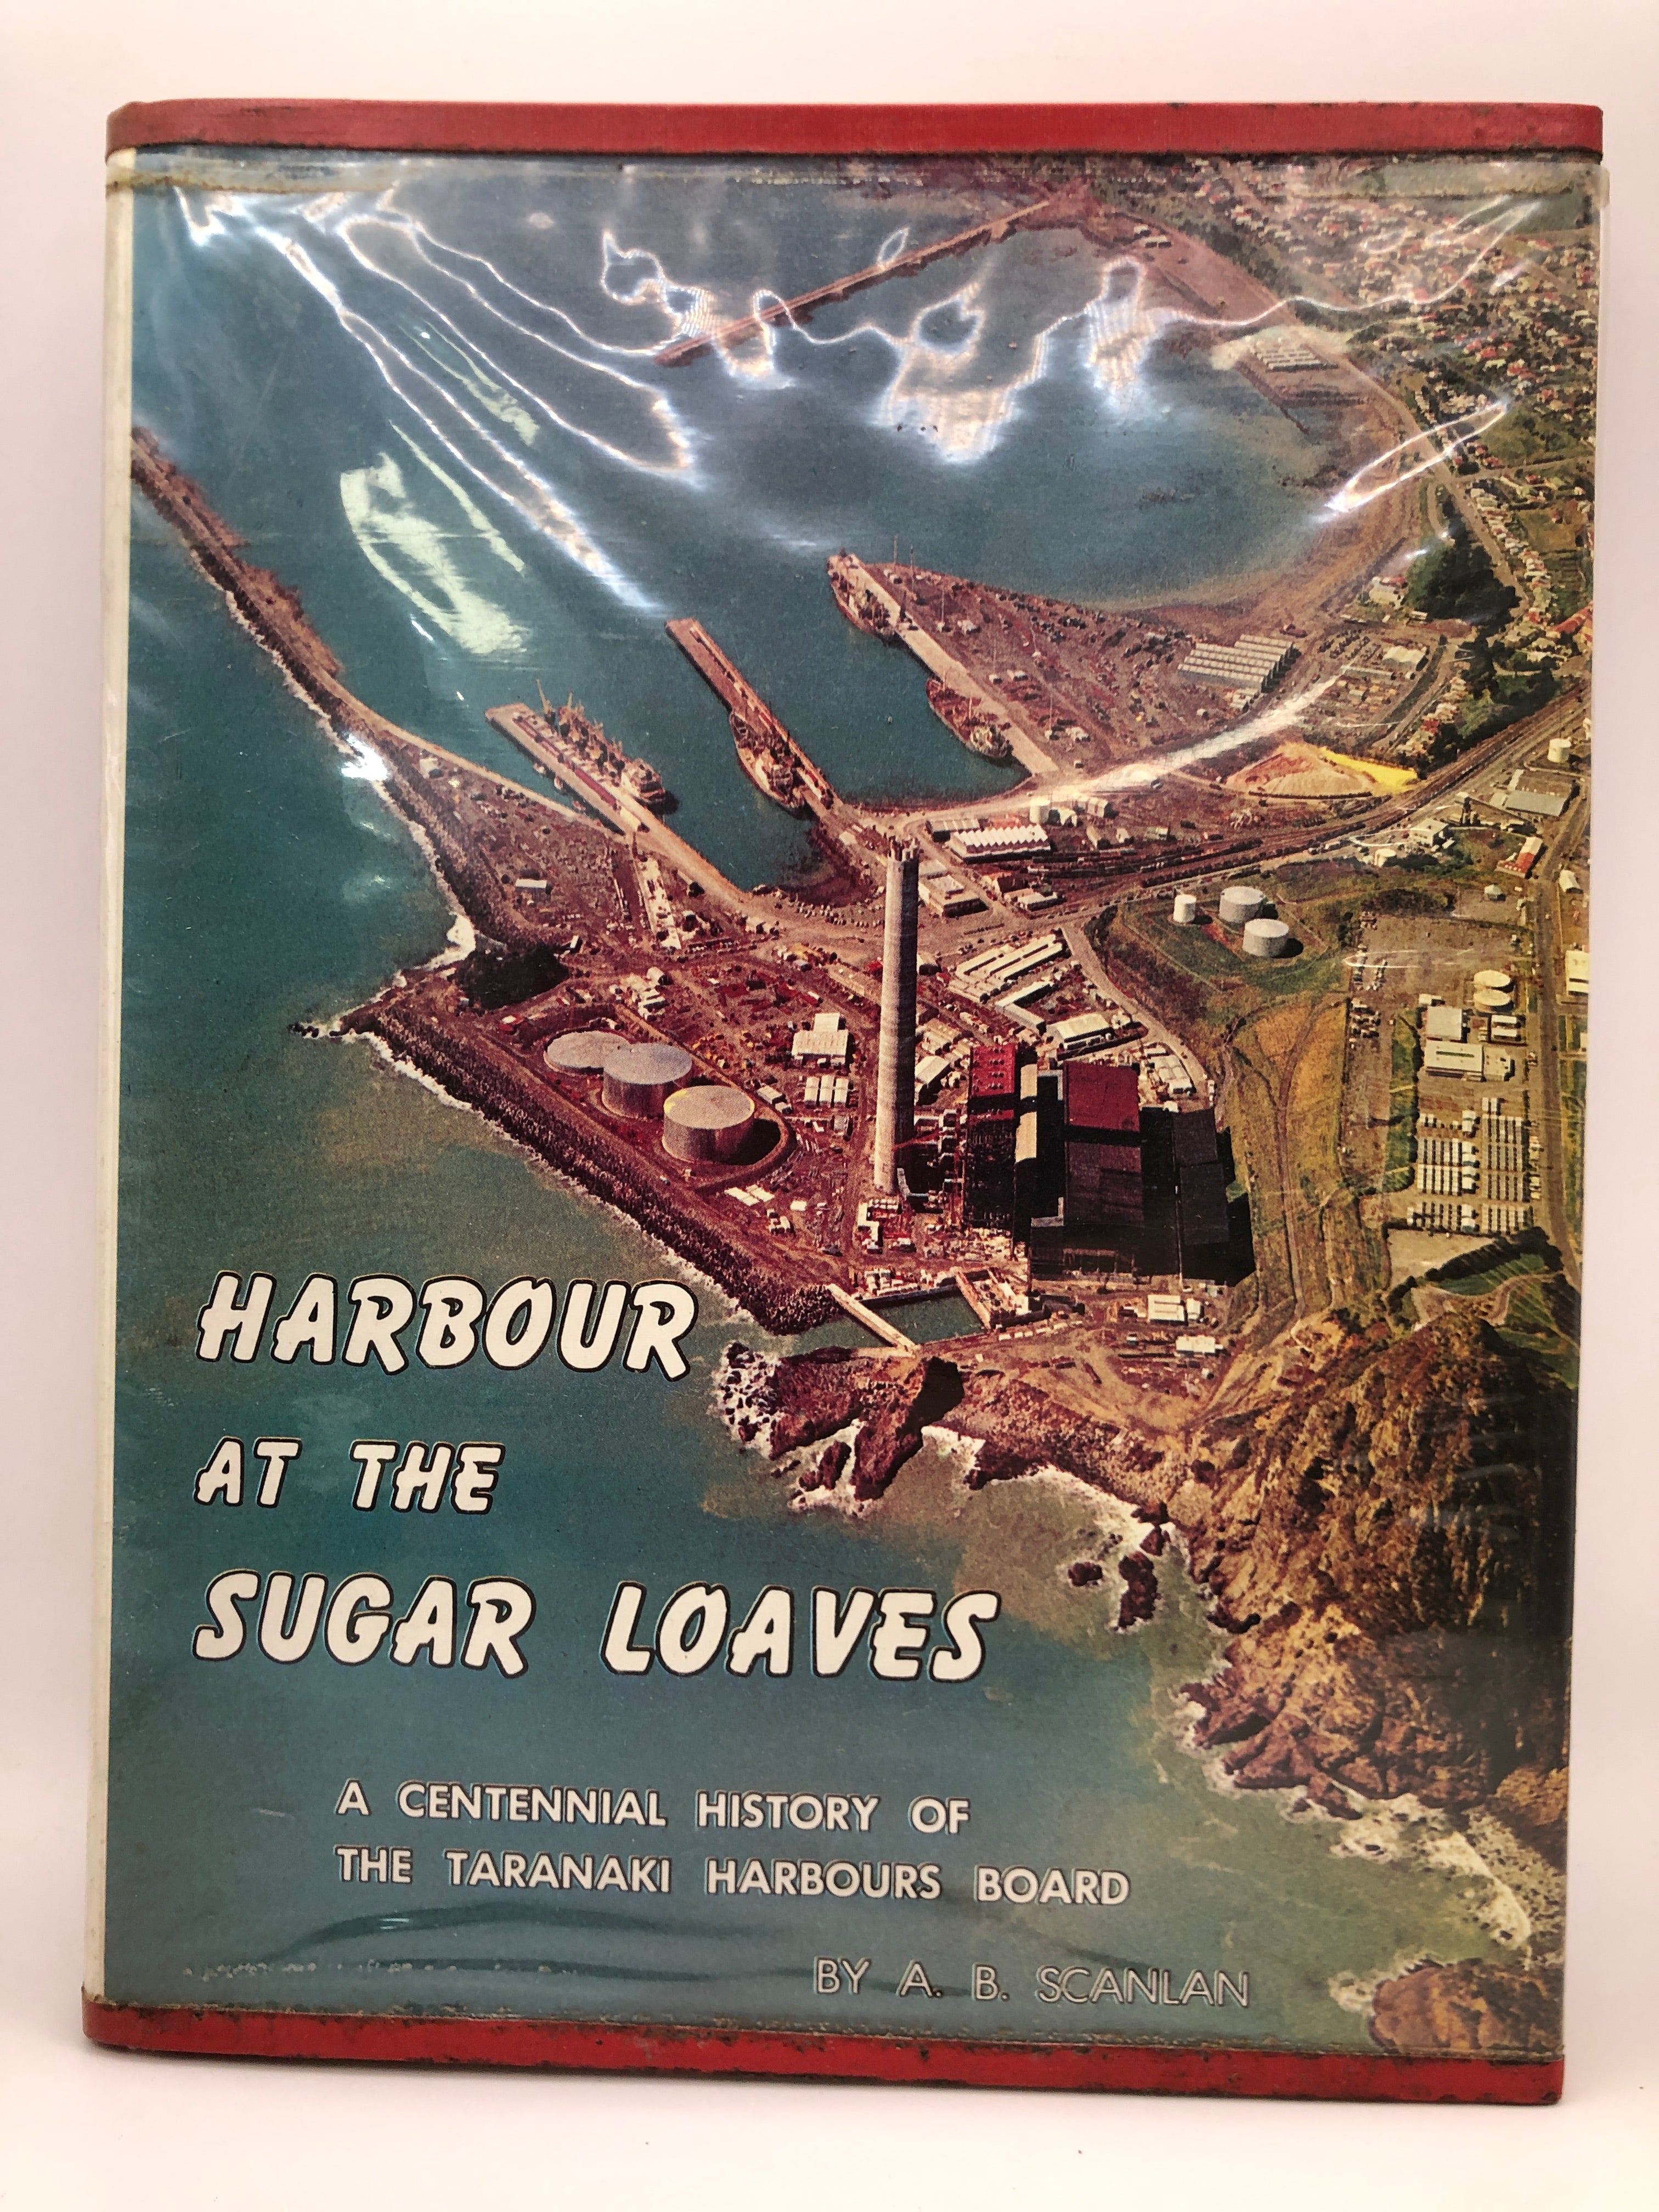 HARBOUR
AT THE
SUGAR LOAVES
A CENTENNIAL HISTORY OF
THE TARANAKI HARBOURS BOARD
BY A. B. SCANLAN